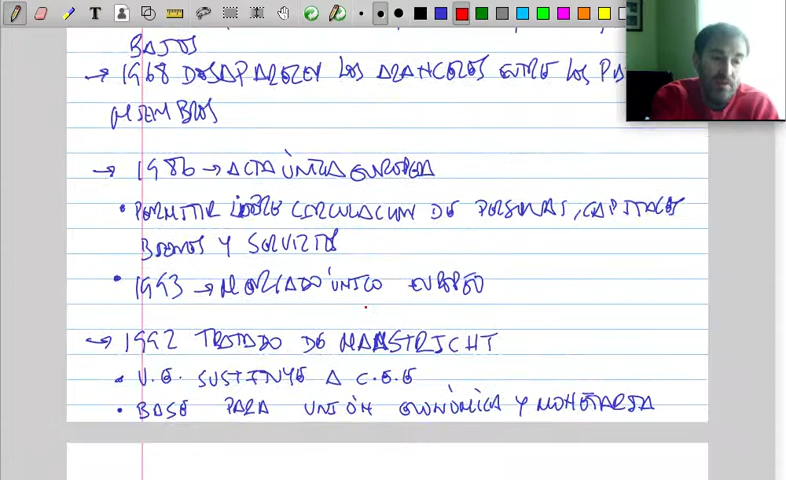 BAJOS
→ 1968 DESAPARECEN LOS ARANCELES ENTRE LOS PA
MIEMBROS
→ 1986 → ACTA ÚNICA EUROPEA
• PERMITIR LIBRE CIRCULACION DE PERSONAS, CAPITALES
BIENES Y SERVICIOS
• 1993 → MERCADO ÚNICO EUROPEO
→ 1992 TRATADO DE MAASTRICHT
• U.E. SUSTITUYE A C.E.E
• BASE PARA UNIÓN ECONÓMICA Y MONETARIA